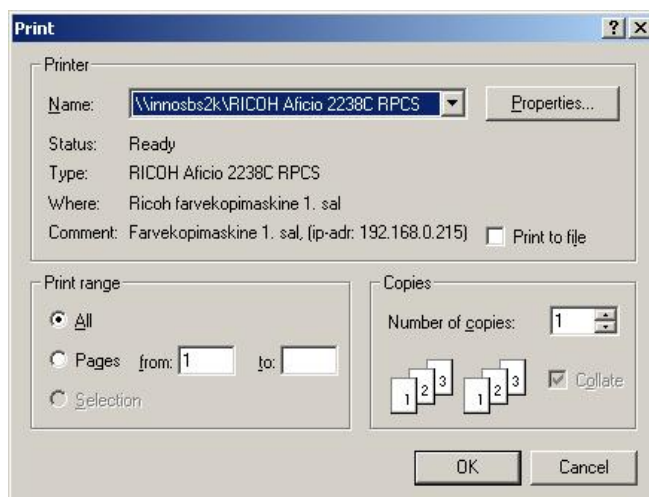 Print
Printer
Name: \\innosbs2k\RICOH Aficio 2238C RPCS Properties...
Status: Ready
Type: RICOH Aficio 2238C RPCS
Where: Ricoh farvekopimaskine 1. sal
Comment: Farvekopimaskine 1. sal, (ip-adr: 192.168.0.215) Print to file
Print range
All
Pages from: 1 to:
Selection
Copies
Number of copies: 1
1 2 3 1 2 3 Collate
OK Cancel